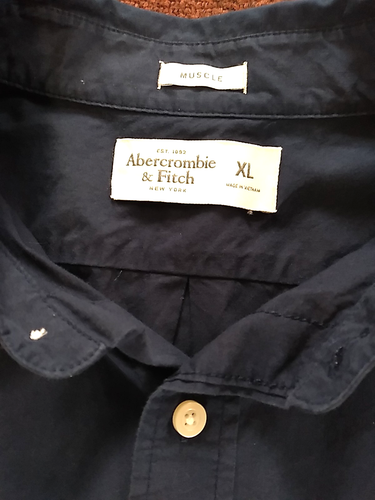 MUSCLE
EST. 1892
Abercrombie
& Fitch
NEW YORK
XL
MADE IN VIETNAM